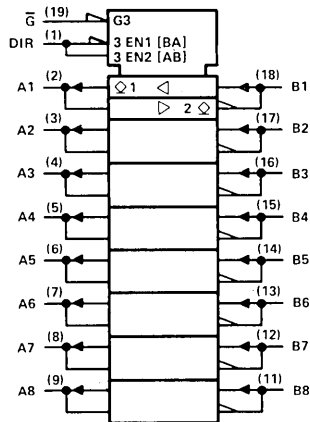 G (19) G3
DIR (1) 3 EN1 [BA]
3 EN2 [AB]
A1 (2) 1 (18) B1
2
A2 (3) (17) B2
A3 (4) (16) B3
A4 (5) (15) B4
A5 (6) (14) B5
A6 (7) (13) B6
A7 (8) (12) B7
A8 (9) (11) B8